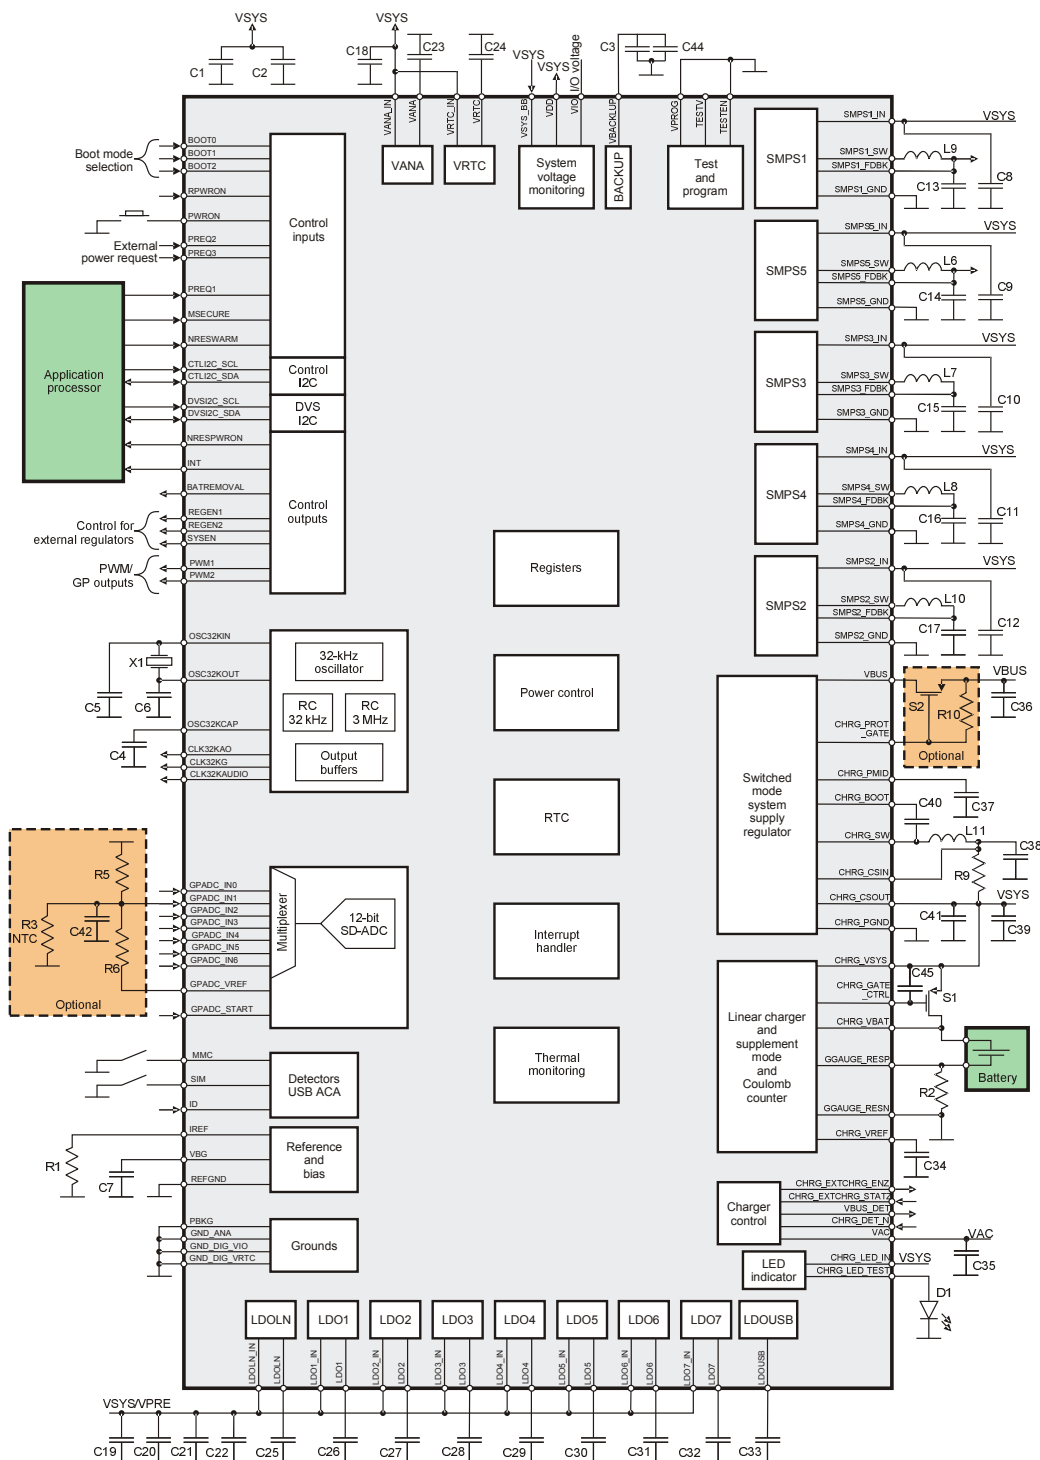 VSYS
C1
C2
VSYS
C18
C23
C24
VSYS
VSYS
I/O voltage
C3
C44
VANA_IN
VANA
VRTC_IN
VRTC
VSYS_BB
VDD
VIO
VBACKUP
VPROG
TESTV
TESTEN
VANA
VRTC
System
voltage
monitoring
BACKUP
Test
and
program
Boot mode
selection
BOOT0
BOOT1
BOOT2
RPWRON
PWRON
External
power request
PREQ2
PREQ3
PREQ1
MSECURE
NRESWARM
Control
inputs
Application
processor
CTLI2C_SCL
CTLI2C_SDA
Control
I2C
DVSI2C_SCL
DVSI2C_SDA
DVS
I2C
NRESPWRON
INT
BATREMOVAL
Control for
external regulators
REGEN1
REGEN2
SYSEN
PWM/
GP outputs
PWM1
PWM2
Control
outputs
SMPS1
SMPS1_IN
SMPS1_SW
SMPS1_FDBK
SMPS1_GND
VSYS
L9
C13
C8
SMPS5
SMPS5_IN
SMPS5_SW
SMPS5_FDBK
SMPS5_GND
VSYS
L6
C14
C9
SMPS3
SMPS3_IN
SMPS3_SW
SMPS3_FDBK
SMPS3_GND
VSYS
L7
C15
C10
SMPS4
SMPS4_IN
SMPS4_SW
SMPS4_FDBK
SMPS4_GND
VSYS
L8
C16
C11
SMPS2
SMPS2_IN
SMPS2_SW
SMPS2_FDBK
SMPS2_GND
VSYS
L10
C17
C12
Registers
Power control
RTC
Interrupt
handler
Thermal
monitoring
OSC32KIN
X1
OSC32KOUT
C5
C6
OSC32KCAP
C4
CLK32KAO
CLK32KG
CLK32KAUDIO
32-kHz
oscillator
RC
32 kHz
RC
3 MHz
Output
buffers
R5
R3
NTC
C42
R6
Optional
GPADC_IN0
GPADC_IN1
GPADC_IN2
GPADC_IN3
GPADC_IN4
GPADC_IN5
GPADC_IN6
GPADC_VREF
GPADC_START
Multiplexer
12-bit
SD-ADC
MMC
SIM
ID
Detectors
USB ACA
IREF
VBG
REFGND
R1
C7
Reference
and
bias
PBKG
GND_ANA
GND_DIG_VIO
GND_DIG_VRTC
Grounds
Switched
mode
system
supply
regulator
VBUS
CHRG_PROT
_GATE
CHRG_PMID
CHRG_BOOT
CHRG_SW
CHRG_CSIN
CHRG_CSOUT
CHRG_PGND
S2
R10
Optional
VBUS
C36
C37
C40
L11
C38
R9
VSYS
C41
C39
Linear charger
and
supplement
mode
and
Coulomb
counter
CHRG_VSYS
CHRG_GATE
_CTRL
CHRG_VBAT
GGAUGE_RESP
GGAUGE_RESN
CHRG_VREF
C45
S1
Battery
R2
C34
Charger
control
CHRG_EXTCHRG_ENZ
CHRG_EXTCHRG_STATZ
VBUS_DET
CHRG_DET_N
VAC
VAC
C35
LED
indicator
CHRG_LED_IN
CHRG_LED_TEST
VSYS
D1
LDOLN
LDO1
LDO2
LDO3
LDO4
LDO5
LDO6
LDO7
LDOUSB
LDOLN_IN
LDOLN
LDO1_IN
LDO1
LDO2_IN
LDO2
LDO3_IN
LDO3
LDO4_IN
LDO4
LDO5_IN
LDO5
LDO6_IN
LDO6
LDO7_IN
LDO7
LDOUSB
VSYS/VPRE
C19
C20
C21
C22
C25
C26
C27
C28
C29
C30
C31
C32
C33